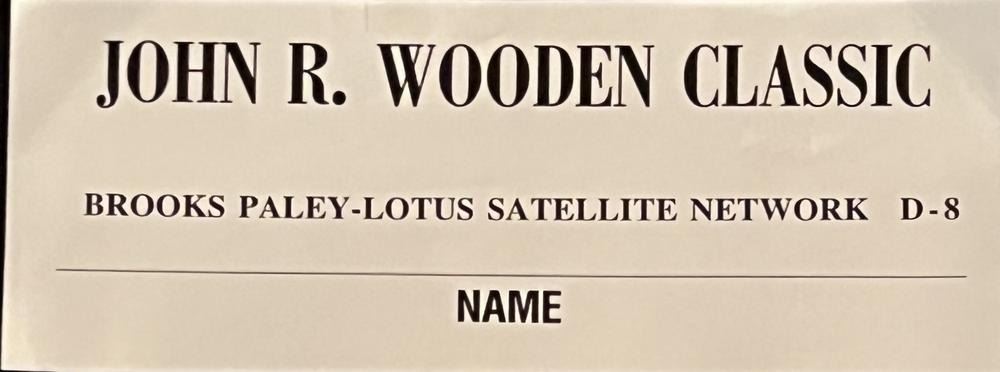 JOHN R. WOODEN CLASSIC
BROOKS PALEY-LOTUS SATELLITE NETWORK D-8
NAME